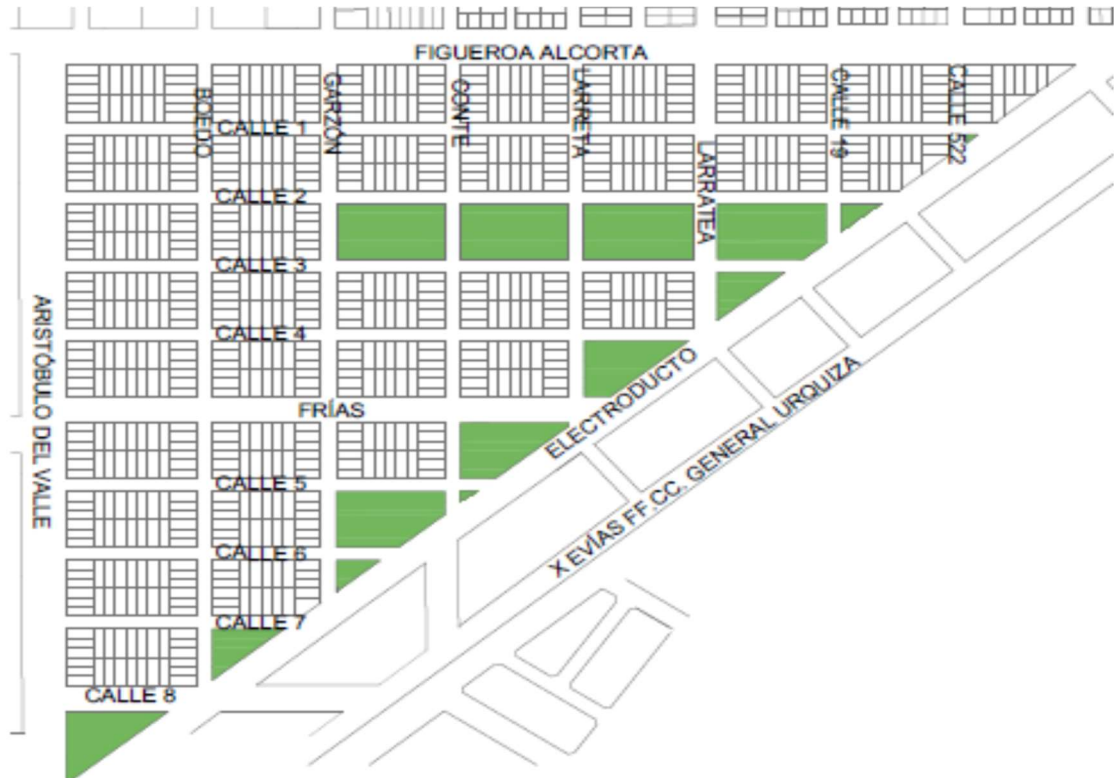 FIGUEROA ALCORTA
BOEDO
GARZÓN
CONTE
LARRETA
LARRATEA
CALLE 19
CALLE 522
CALLE 1
CALLE 2
CALLE 3
CALLE 4
ARISTÓBULO DEL VALLE
FRÍAS
ELECTRODUCTO
X EVÍAS FF.CC. GENERAL URQUIZA
CALLE 5
CALLE 6
CALLE 7
CALLE 8